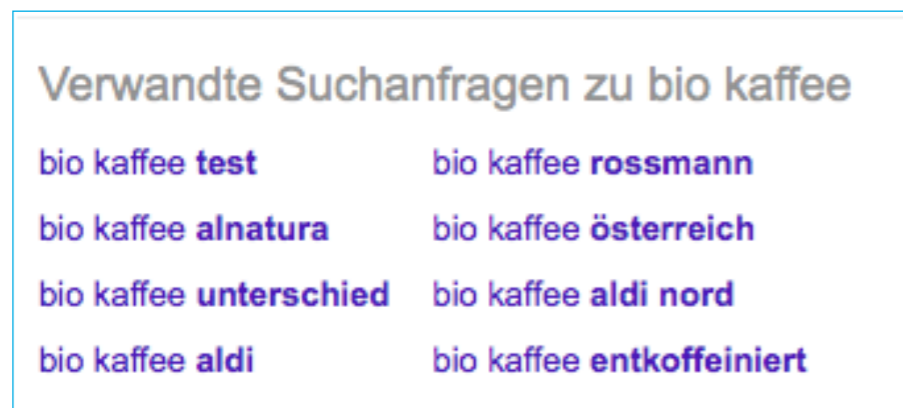 Verwandte Suchanfragen zu bio kaffee
bio kaffee test
bio kaffee rossmann
bio kaffee alnatura
bio kaffee österreich
bio kaffee unterschied
bio kaffee aldi nord
bio kaffee aldi
bio kaffee entkoffeiniert